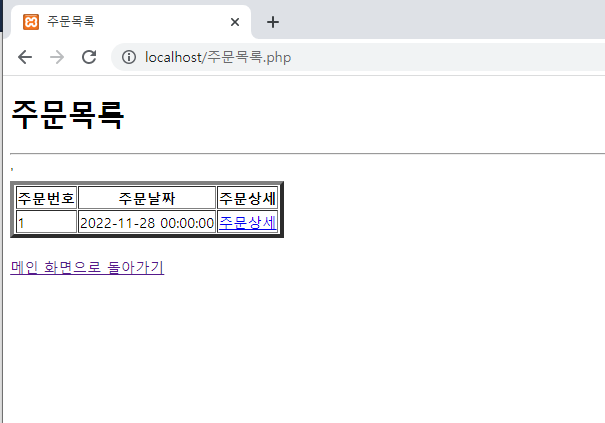 주문목록
localhost/주문목록.php
주문목록
,
주문번호 주문날짜 주문상세
1 2022-11-28 00:00:00 주문상세
메인 화면으로 돌아가기